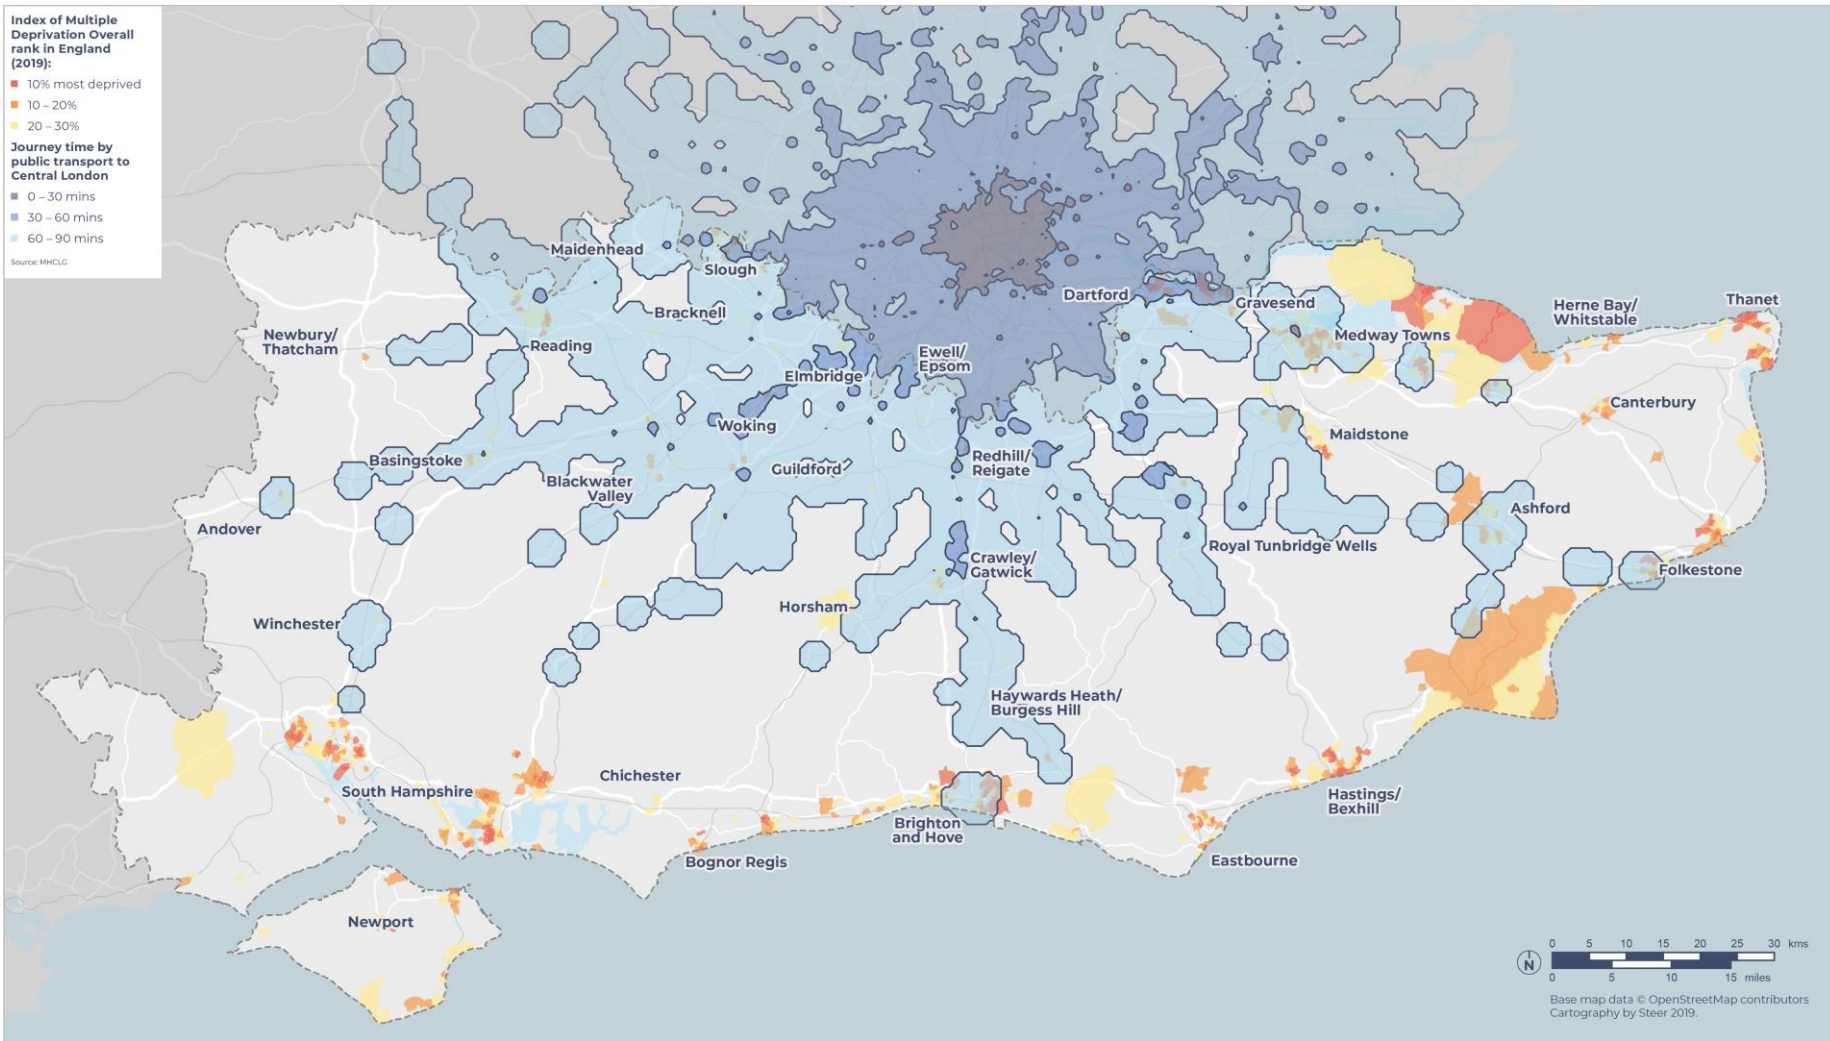 Index of Multiple
Deprivation Overall
rank in England
(2019):
10% most deprived
10 – 20%
20 – 30%
Journey time by
public transport to
Central London
0 – 30 mins
30 – 60 mins
60 – 90 mins
Source: MHCLG
Maidenhead
Slough
Dartford
Gravesend
Herne Bay/
Whitstable
Thanet
Newbury/
Thatcham
Bracknell
Reading
Medway Towns
Ewell/
Epsom
Elmbridge
Canterbury
Woking
Maidstone
Basingstoke
Guildford
Redhill/
Reigate
Blackwater
Valley
Andover
Ashford
Royal Tunbridge Wells
Crawley/
Gatwick
Folkestone
Winchester
Horsham
Haywards Heath/
Burgess Hill
Chichester
South Hampshire
Hastings/
Bexhill
Brighton
and Hove
Bognor Regis
Eastbourne
Newport
0 5 10 15 20 25 30 kms
N
0 5 10 15 miles
Base map data © OpenStreetMap contributors
Cartography by Steer 2019.